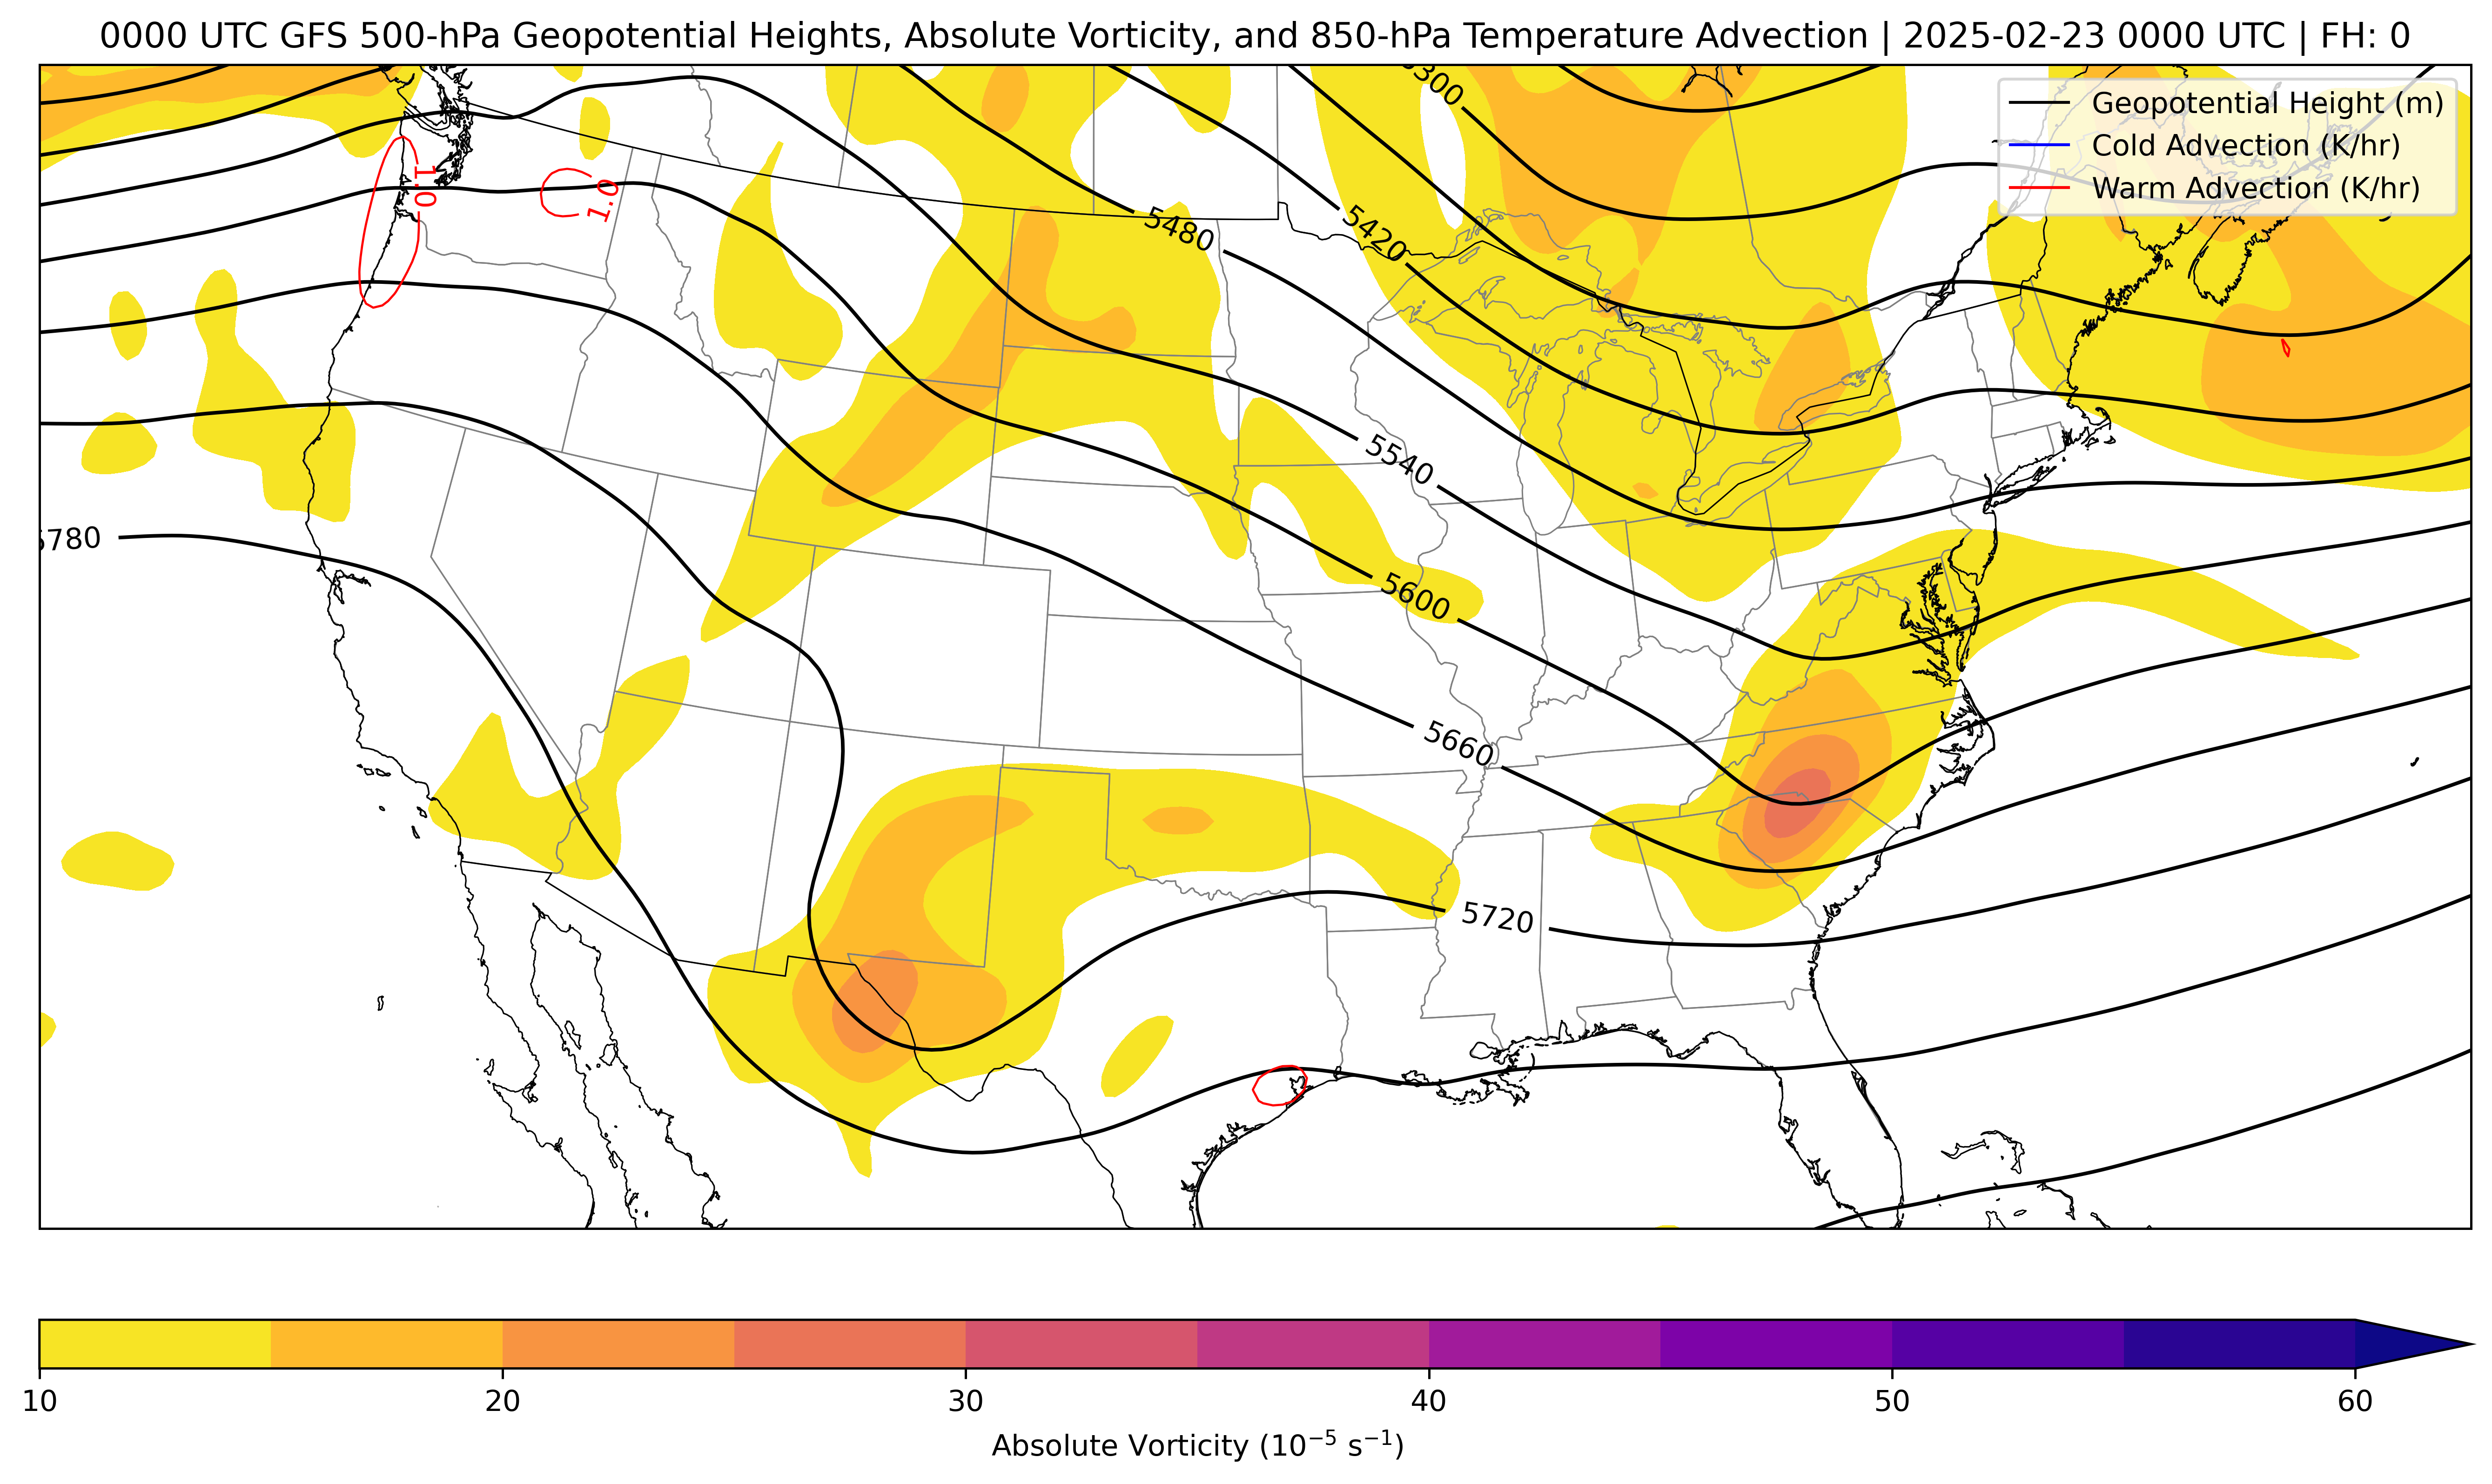 0000 UTC GFS 500-hPa Geopotential Heights, Absolute Vorticity, and 850-hPa Temperature Advection | 2025-02-23 0000 UTC | FH: 0
Geopotential Height (m)
Cold Advection (K/hr)
Warm Advection (K/hr)
1.0
1.0
5480
5420
5540
5600
5660
5720
10 20 30 40 50 60
Absolute Vorticity (10⁻⁵ s⁻¹)